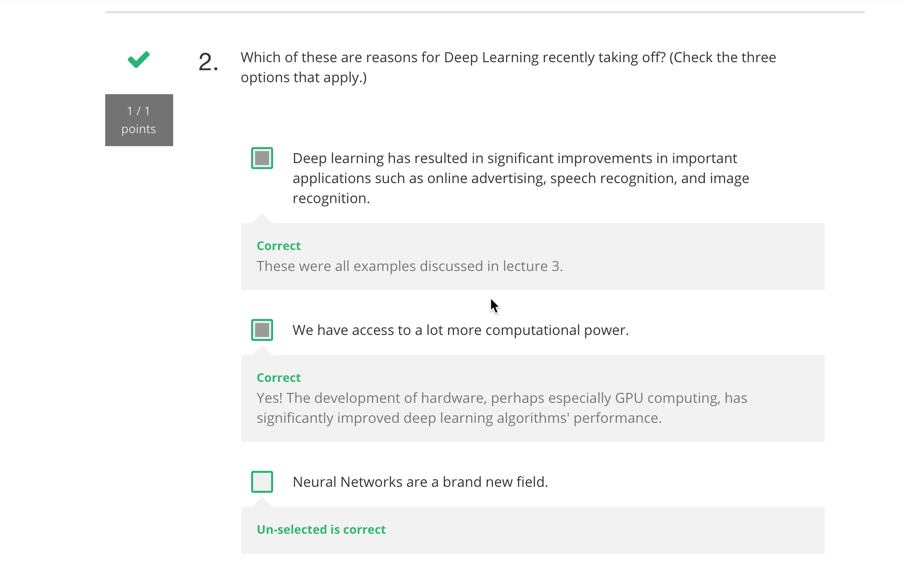 2. Which of these are reasons for Deep Learning recently taking off? (Check the three
options that apply.)
1 / 1
points
Deep learning has resulted in significant improvements in important
applications such as online advertising, speech recognition, and image
recognition.
Correct
These were all examples discussed in lecture 3.
We have access to a lot more computational power.
Correct
Yes! The development of hardware, perhaps especially GPU computing, has
significantly improved deep learning algorithms' performance.
Neural Networks are a brand new field.
Un-selected is correct